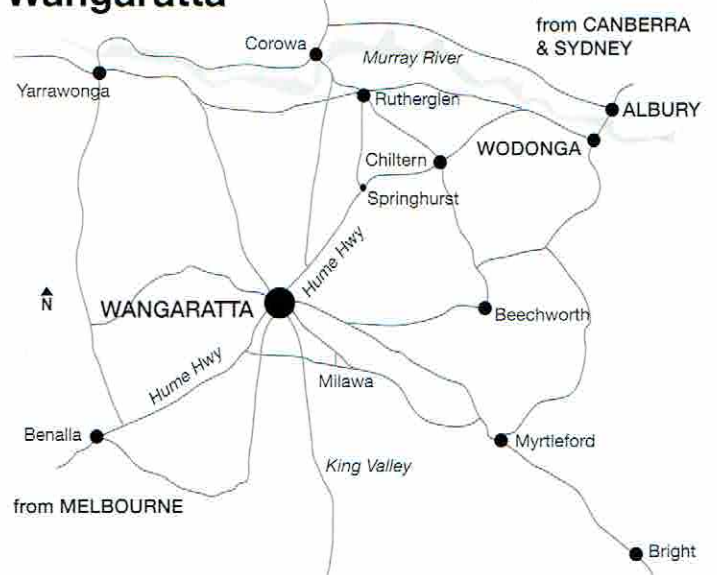 Wangaratta
from CANBERRA
& SYDNEY
Corowa
Murray River
Yarrawonga
Rutherglen
ALBURY
WODONGA
Chiltern
Springhurst
Hume Hwy
N
WANGARATTA
Beechworth
Hume Hwy
Milawa
Benalla
Myrtleford
King Valley
from MELBOURNE
Bright